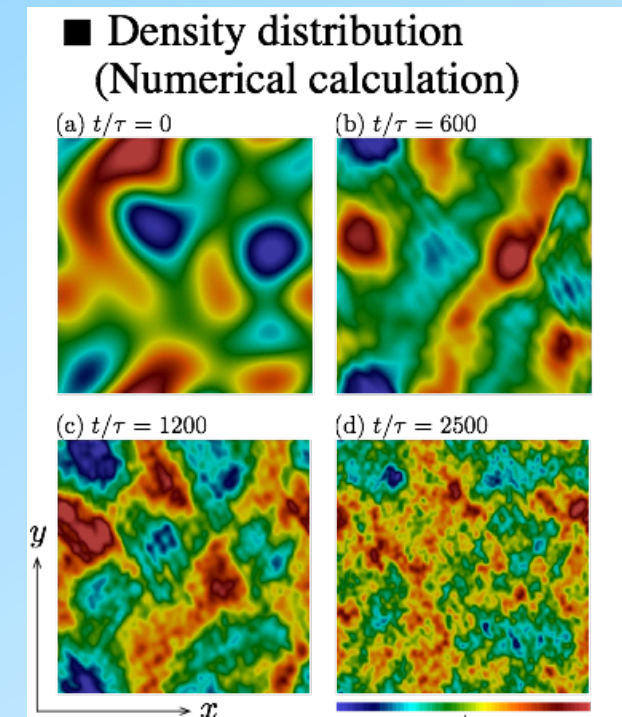 ■ Density distribution
(Numerical calculation)
(a) t/τ = 0
(b) t/τ = 600
(c) t/τ = 1200
(d) t/τ = 2500
y
x